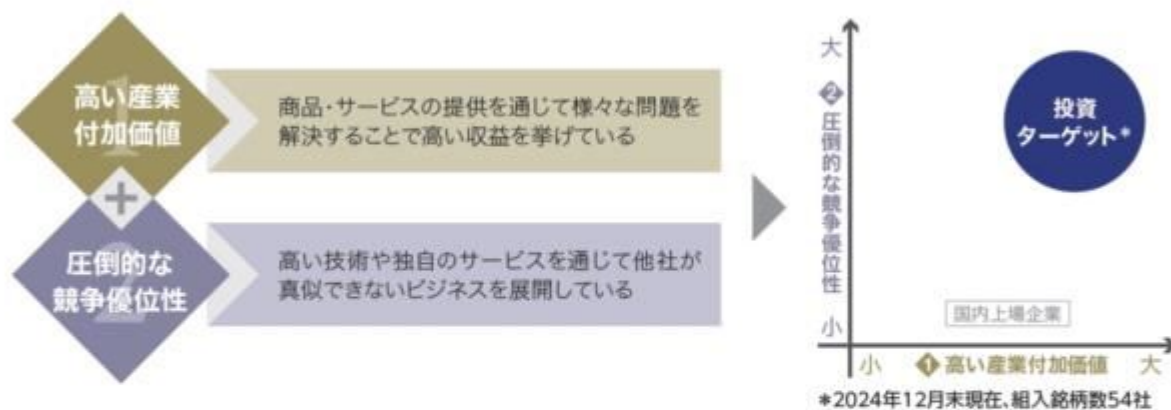 1
高い産業
付加価値
商品・サービスの提供を通じて様々な問題を
解決することで高い収益を挙げている
+
2
圧倒的な
競争優位性
高い技術や独自のサービスを通じて他社が
真似できないビジネスを展開している
大
❷圧倒的な競争優位性
小
投資
ターゲット*
国内上場企業
小 ❶高い産業付加価値 大
*2024年12月末現在、組入銘柄数54社